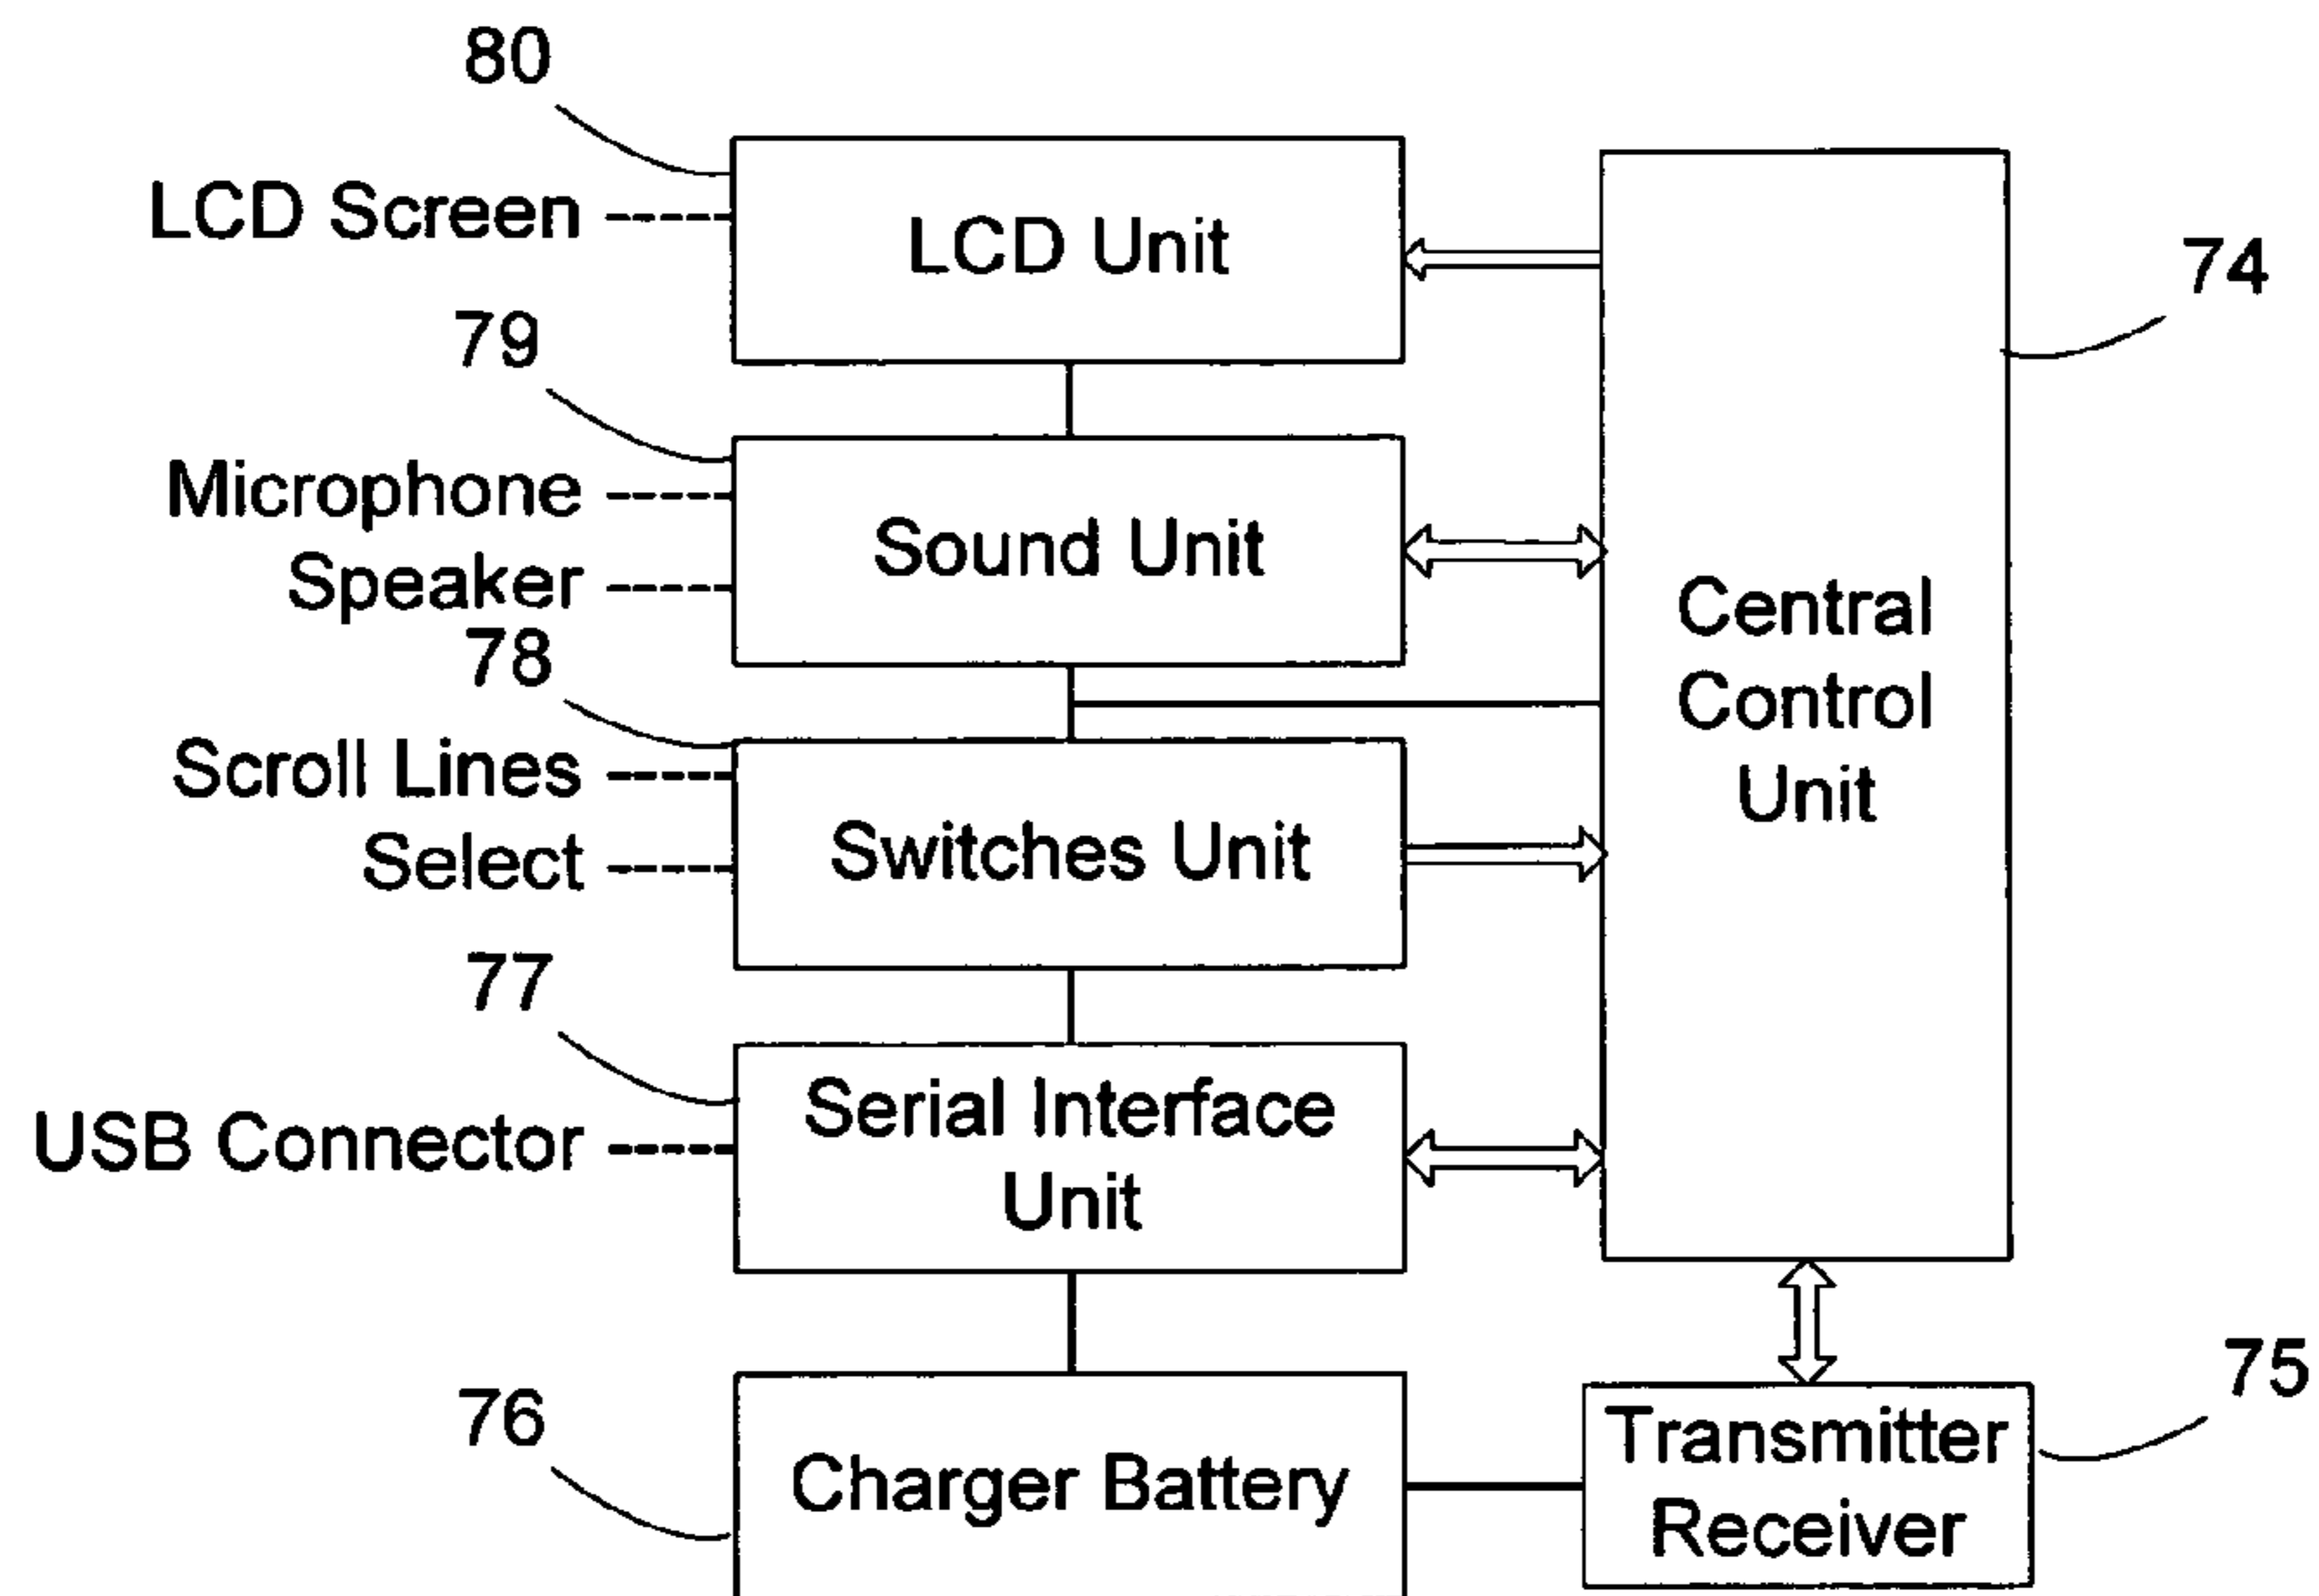 80
LCD Screen
LCD Unit
74
79
Microphone
Speaker
Sound Unit
Central
Control
Unit
78
Scroll Lines
Select
Switches Unit
77
USB Connector
Serial Interface
Unit
76
Charger Battery
75
Transmitter
Receiver